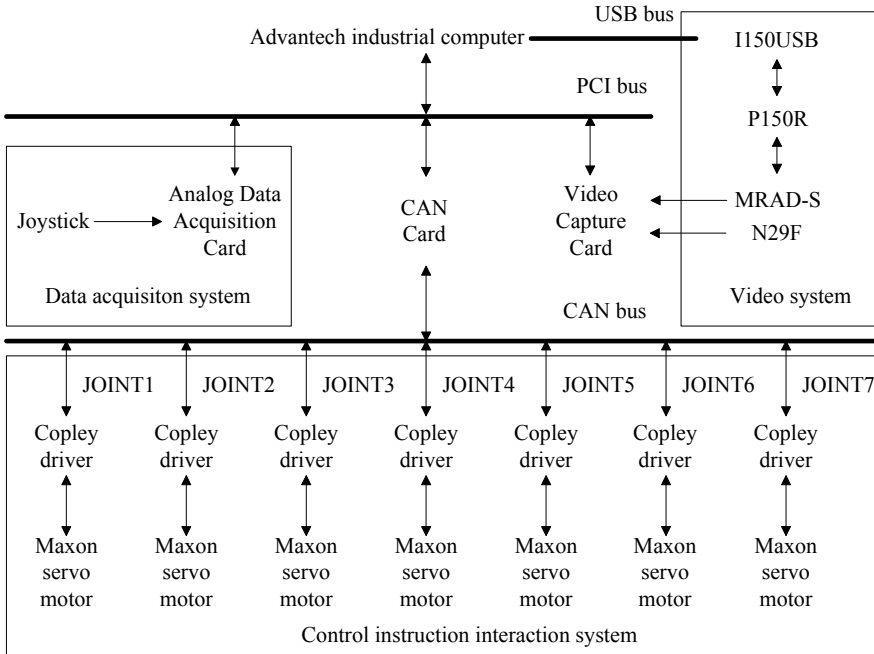 USB bus
Advantech industrial computer
I150USB
PCI bus
P150R
Joystick
Analog Data
Acquisition
Card
CAN
Card
Video
Capture
Card
MRAD-S
N29F
Data acquisiton system
Video system
CAN bus
JOINT1
JOINT2
JOINT3
JOINT4
JOINT5
JOINT6
JOINT7
Copley
driver
Copley
driver
Copley
driver
Copley
driver
Copley
driver
Copley
driver
Copley
driver
Maxon
servo
motor
Maxon
servo
motor
Maxon
servo
motor
Maxon
servo
motor
Maxon
servo
motor
Maxon
servo
motor
Maxon
servo
motor
Control instruction interaction system